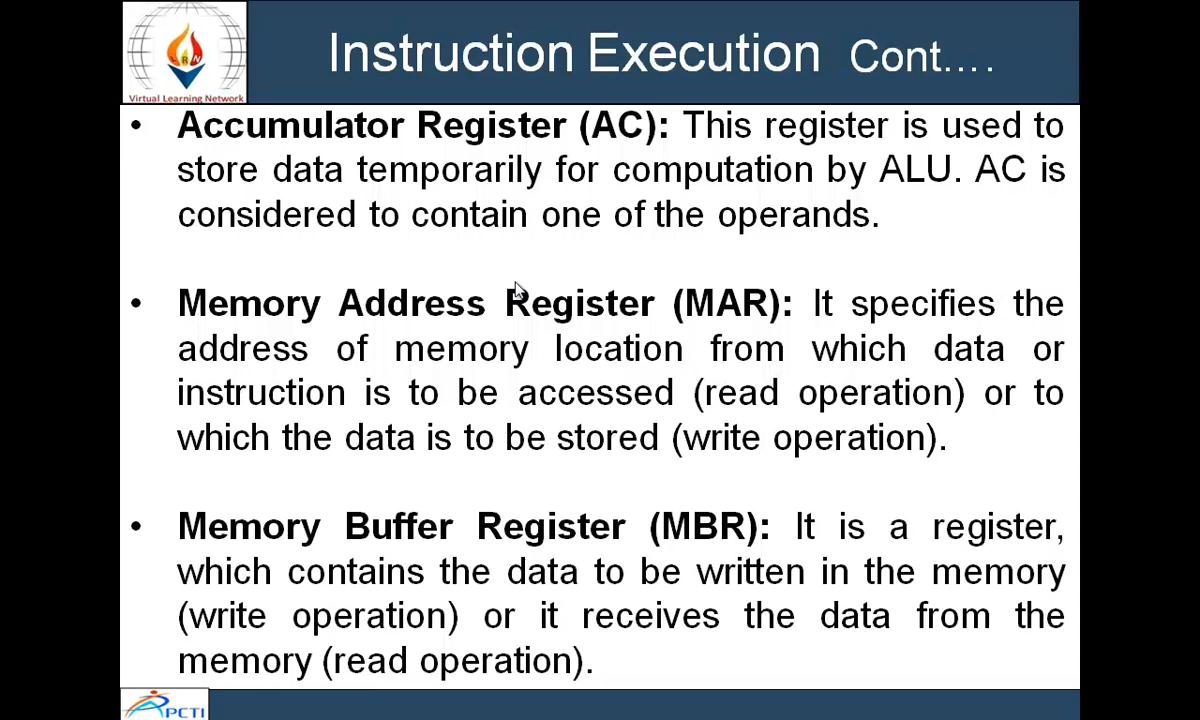 Instruction Execution Cont….
Virtual Learning Network
• Accumulator Register (AC): This register is used to
store data temporarily for computation by ALU. AC is
considered to contain one of the operands.
• Memory Address Register (MAR): It specifies the
address of memory location from which data or
instruction is to be accessed (read operation) or to
which the data is to be stored (write operation).
• Memory Buffer Register (MBR): It is a register,
which contains the data to be written in the memory
(write operation) or it receives the data from the
memory (read operation).
PCTI